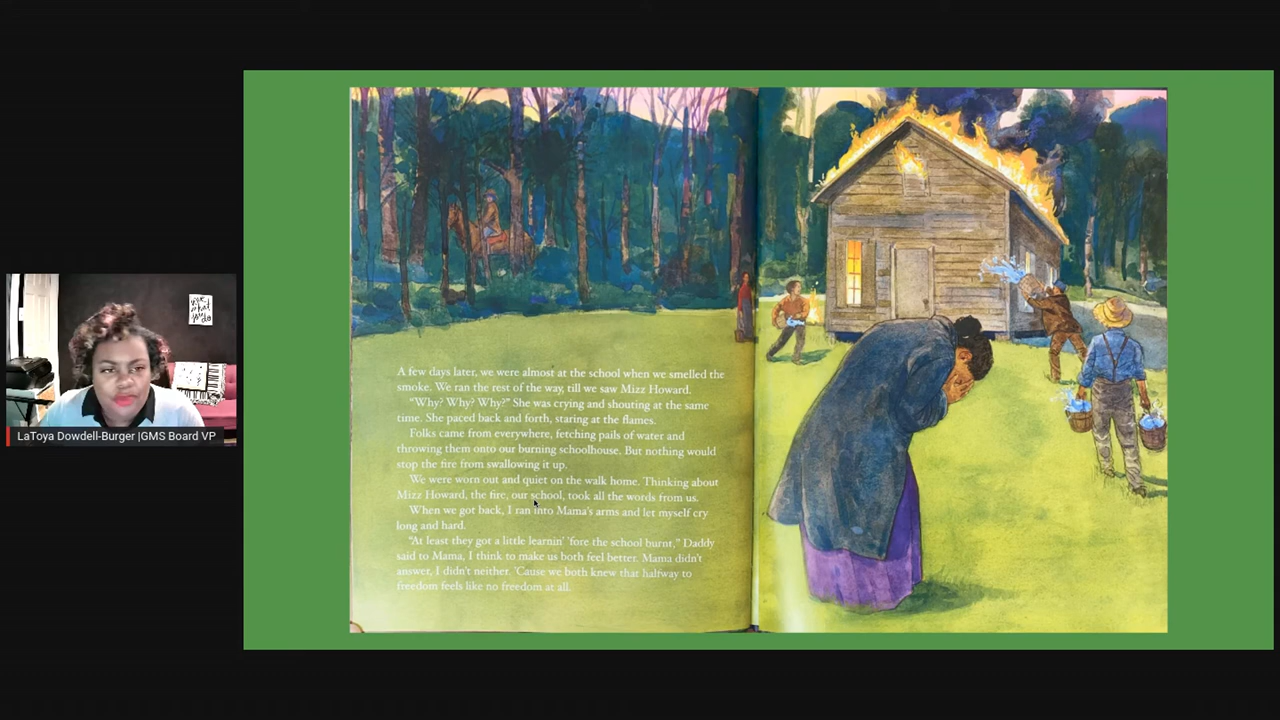 A few days later, we were almost at the school when we smelled the
smoke. We ran the rest of the way, till we saw Mizz Howard.
“Why? Why? Why?” She was crying and shouting at the same
time. She paced back and forth, staring at the flames.
Folks came from everywhere, fetching pails of water and
throwing them onto our burning schoolhouse. But nothing would
stop the fire from swallowing it up.
We were worn out and quiet on the walk home. Thinking about
Mizz Howard, the fire, our school, took all the words from us.
When we got back, I ran into Mama’s arms and let myself cry
long and hard.
“At least they got a little learnin’ ’fore the school burnt,” Daddy
said to Mama, I think to make us both feel better. Mama didn’t
answer, I didn’t neither. ’Cause we both knew that halfway to
freedom feels like no freedom at all.
what
you
do
LaToya Dowdell-Burger |GMS Board VP